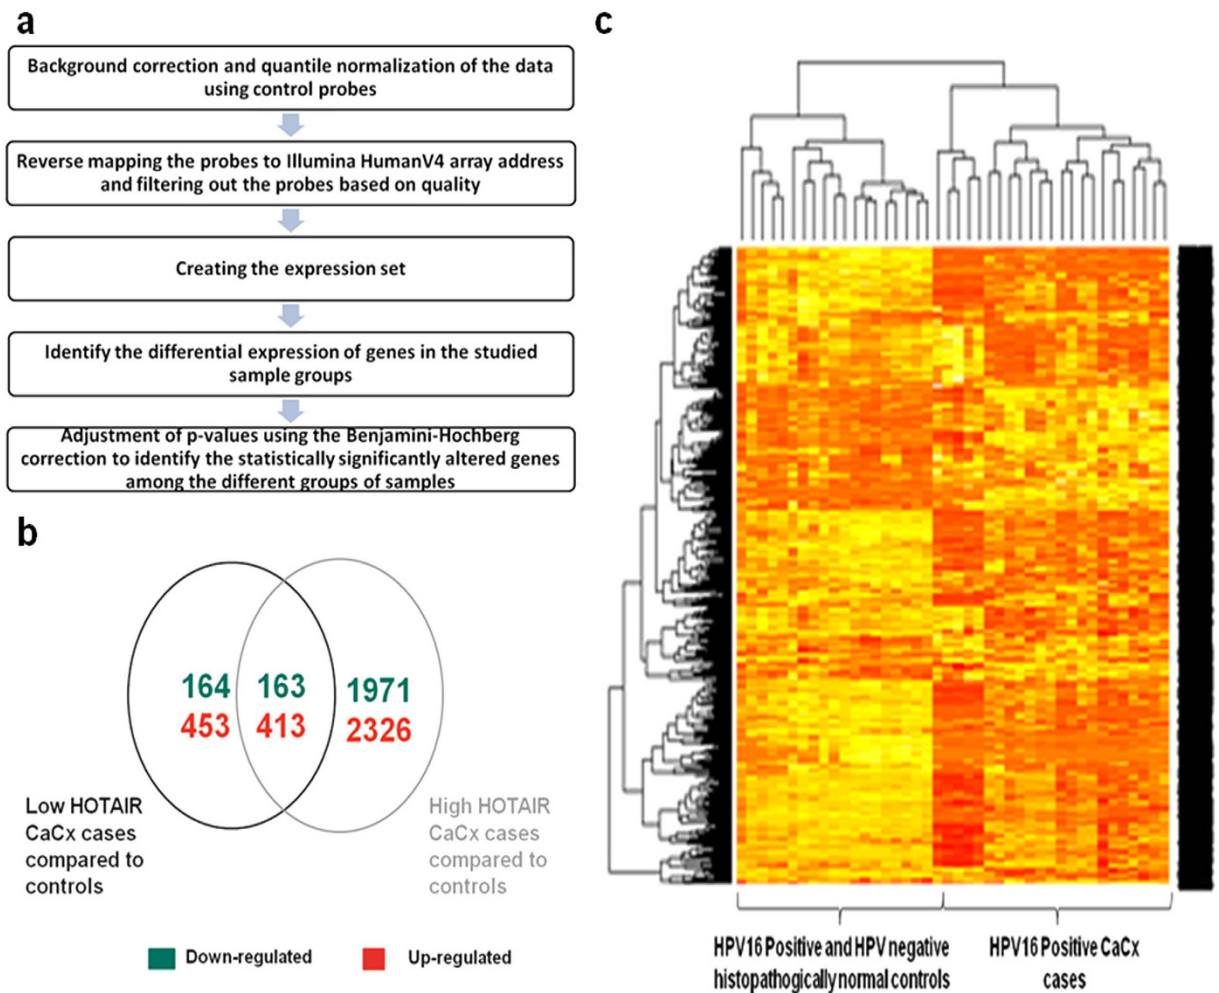 a
Background correction and quantile normalization of the data
using control probes
Reverse mapping the probes to Illumina HumanV4 array address
and filtering out the probes based on quality
Creating the expression set
Identify the differential expression of genes in the studied
sample groups
Adjustment of p-values using the Benjamini-Hochberg
correction to identify the statistically significantly altered genes
among the different groups of samples
b
164 163 1971
453 413 2326
Low HOTAIR
CaCx cases
compared to
controls
High HOTAIR
CaCx cases
compared to
controls
Down-regulated
Up-regulated
c
HPV16 Positive and HPV negative
histopathogically normal controls
HPV16 Positive CaCx
cases